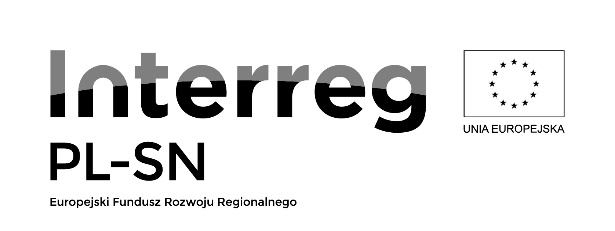 Interreg
UNIA EUROPEJSKA
PL-SN
Europejski Fundusz Rozwoju Regionalnego